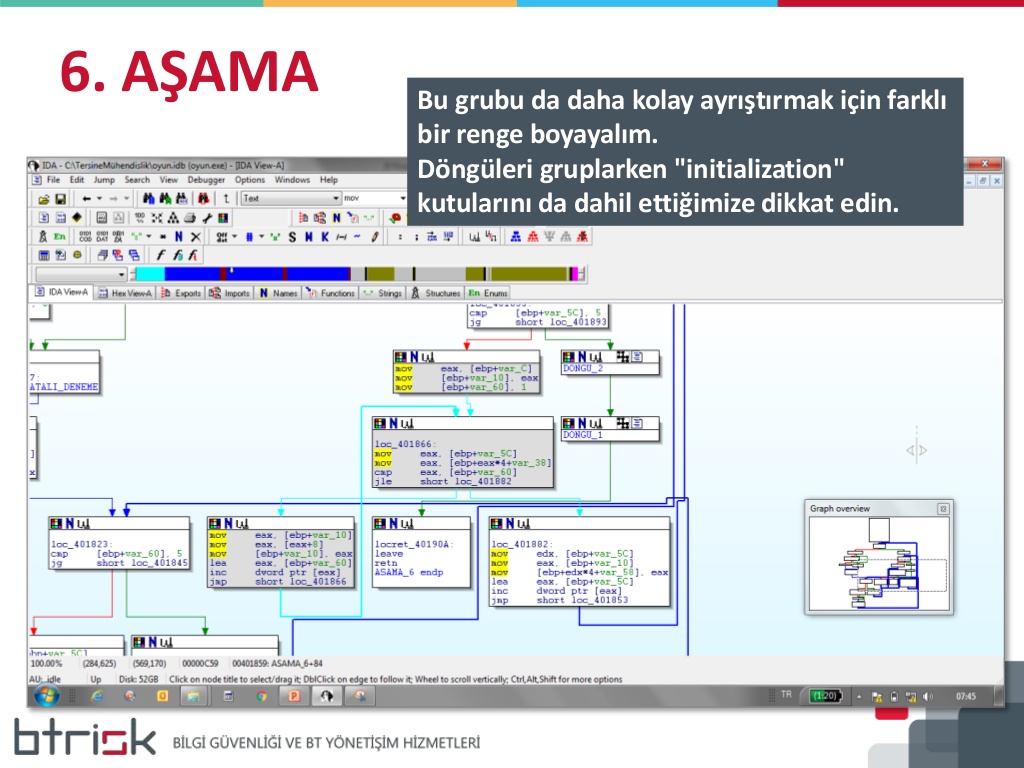 6. AŞAMA
Bu grubu da daha kolay ayrıştırmak için farklı
bir renge boyayalım.
Döngüleri gruplarken "initialization"
kutularını da dahil ettiğimize dikkat edin.
IDA - C:\TersineMühendislik\oyun.idb (oyun.exe) - [IDA View-A]
File Edit Jump Search View Debugger Options Windows Help
Text mov
IDA View-A Hex View-A Exports Imports Names Functions Strings Structures Enums
cmp [ebp+var_5C], 5
jg short loc_401893
mov eax, [ebp+var_C]
mov [ebp+var_10], eax
mov [ebp+var_60], 1
DONGU_2
7:
ATALI_DENEME
loc_401866:
mov eax, [ebp+var_5C]
mov eax, [ebp+eax*4+var_38]
cmp eax, [ebp+var_60]
jle short loc_401882
DONGU_1
loc_401823:
cmp [ebp+var_60], 5
jg short loc_401845
mov eax, [ebp+var_10]
mov eax, [eax+8]
mov [ebp+var_10], eax
lea eax, [ebp+var_60]
inc dword ptr [eax]
jmp short loc_401866
locret_40190A:
leave
retn
ASAMA_6 endp
loc_401882:
mov edx, [ebp+var_5C]
mov eax, [ebp+var_10]
mov [ebp+edx*4+var_58], eax
lea eax, [ebp+var_5C]
inc dword ptr [eax]
jmp short loc_401853
Graph overview
100.00% (284,625) (569,170) 00000C59 00401859: ASAMA_6+84
AU: idle Up Disk: 52GB Click on node title to select/drag it; DblClick on edge to follow it; Wheel to scroll vertically; Ctrl,Alt,Shift for more options
TR (1:20) 07:45
btrisk BİLGİ GÜVENLİĞİ VE BT YÖNETİŞİM HİZMETLERİ